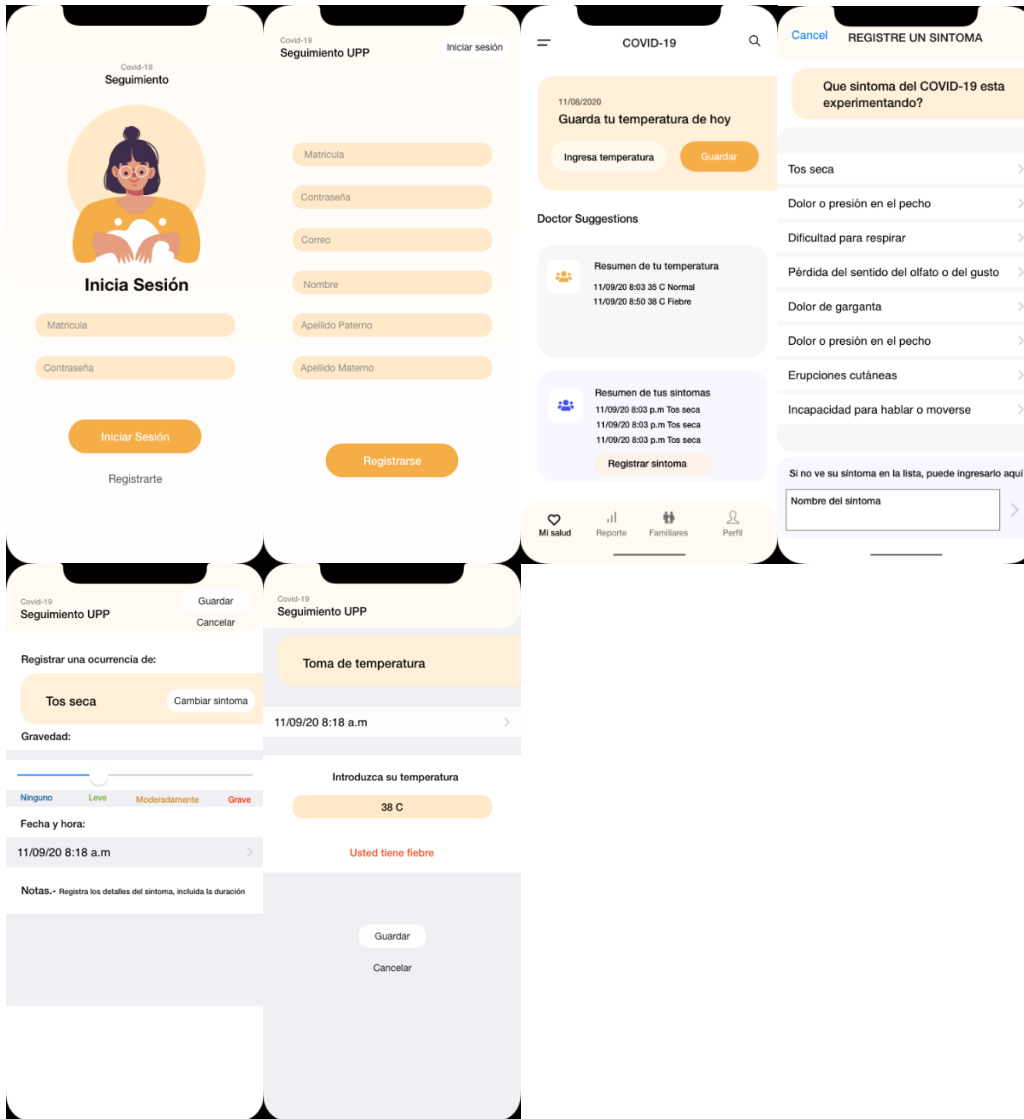 Covid-19
Seguimiento
Inicia Sesión
Matricula
Contraseña
Iniciar Sesión
Registrarte
Covid-19
Seguimiento UPP
Iniciar sesión
Matricula
Contraseña
Correo
Nombre
Apellido Paterno
Apellido Materno
Registrarse
COVID-19
11/08/2020
Guarda tu temperatura de hoy
Ingresa temperatura
Guardar
Doctor Suggestions
Resumen de tu temperatura
11/09/20 8:03 35 C Normal
11/09/20 8:50 38 C Fiebre
Resumen de tus sintomas
11/09/20 8:03 p.m Tos seca
11/09/20 8:03 p.m Tos seca
11/09/20 8:03 p.m Tos seca
Registrar sintoma
Mi salud
Reporte
Familiares
Perfil
Cancel
REGISTRE UN SINTOMA
Que sintoma del COVID-19 esta
experimentando?
Tos seca
Dolor o presión en el pecho
Dificultad para respirar
Pérdida del sentido del olfato o del gusto
Dolor de garganta
Dolor o presión en el pecho
Erupciones cutáneas
Incapacidad para hablar o moverse
Si no ve su síntoma en la lista, puede ingresarlo aquí
Nombre del sintoma
Covid-19
Seguimiento UPP
Guardar
Cancelar
Registrar una ocurrencia de:
Tos seca
Cambiar sintoma
Gravedad:
Ninguno
Leve
Moderadamente
Grave
Fecha y hora:
11/09/20 8:18 a.m
Notas.- Registra los detalles del sintoma, incluida la duración
Covid-19
Seguimiento UPP
Toma de temperatura
11/09/20 8:18 a.m
Introduzca su temperatura
38 C
Usted tiene fiebre
Guardar
Cancelar